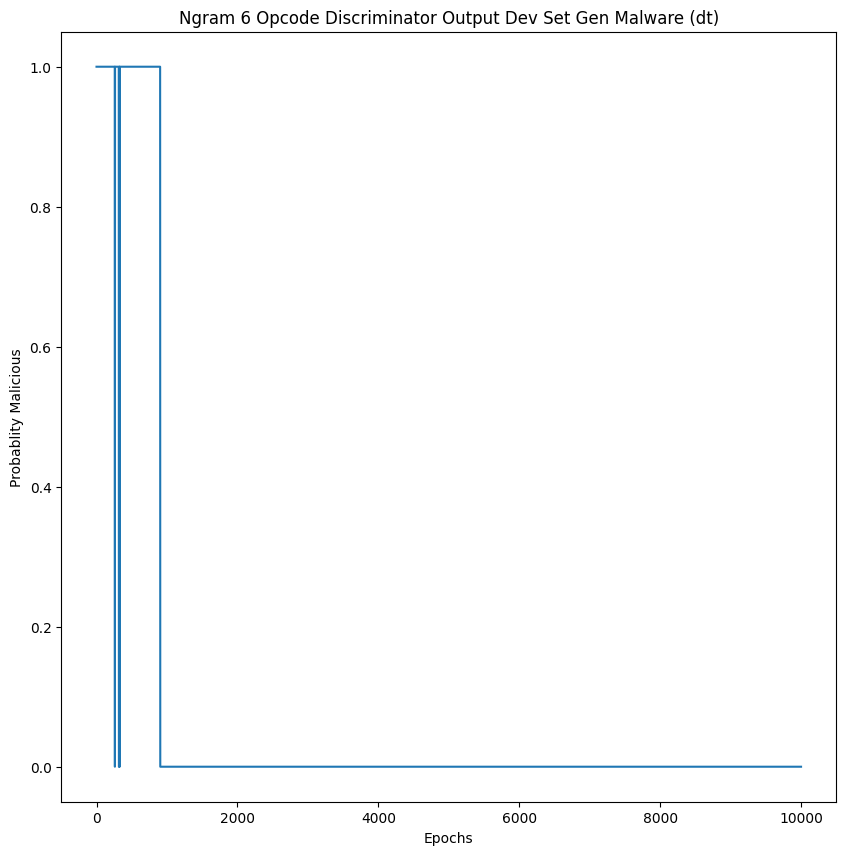 Ngram 6 Opcode Discriminator Output Dev Set Gen Malware (dt)
1.0
0.8
0.6
0.4
0.2
0.0
Probablity Malicious
0 2000 4000 6000 8000 10000
Epochs